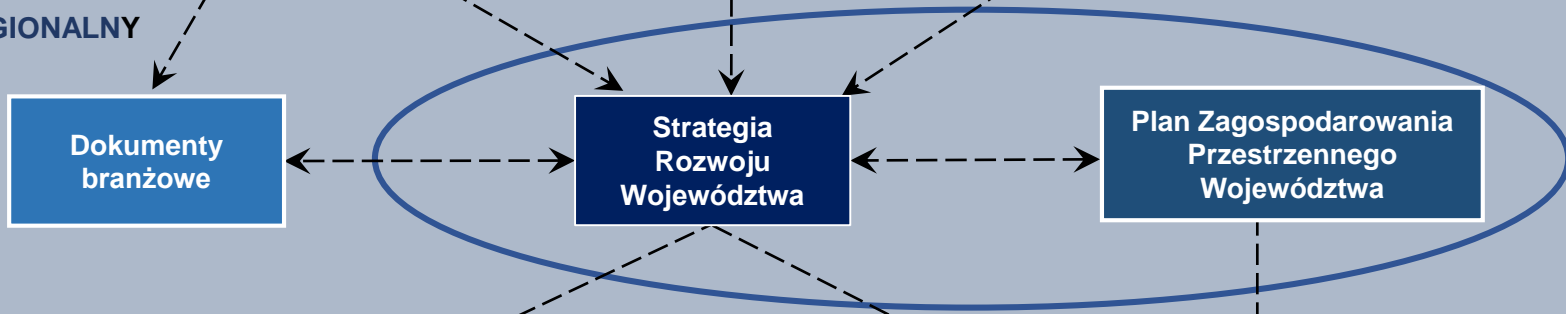 GIONALNY
Dokumenty
branżowe
Strategia
Rozwoju
Województwa
Plan Zagospodarowania
Przestrzennego
Województwa